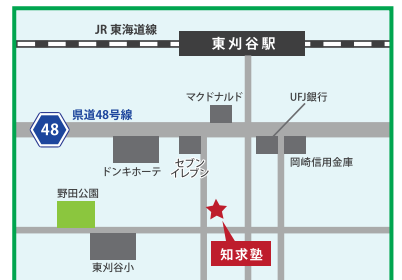 JR 東海道線
東刈谷駅
マクドナルド
UFJ銀行
県道48号線
48
ドンキホーテ
セブン
イレブン
岡崎信用金庫
野田公園
知求塾
東刈谷小